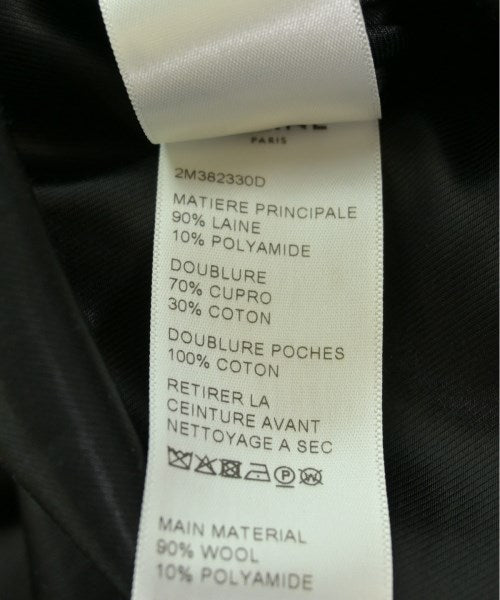 PARIS
2M382330D
MATIERE PRINCIPALE
90% LAINE
10% POLYAMIDE
DOUBLURE
70% CUPRO
30% COTON
DOUBLURE POCHES
100% COTON
RETIRER LA
CEINTURE AVANT
NETTOYAGE A SEC
P W
MAIN MATERIAL
90% WOOL
10% POLYAMIDE